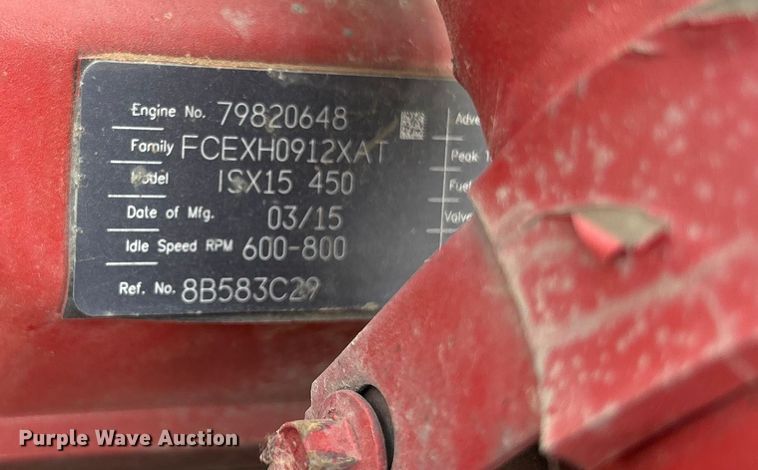 Engine No. 79820648
Family FCEXH0912XAT
Model ISX15 450
Date of Mfg. 03/15
Idle Speed RPM 600-800
Ref. No. 8B583C29
Peak
Purple Wave Auction